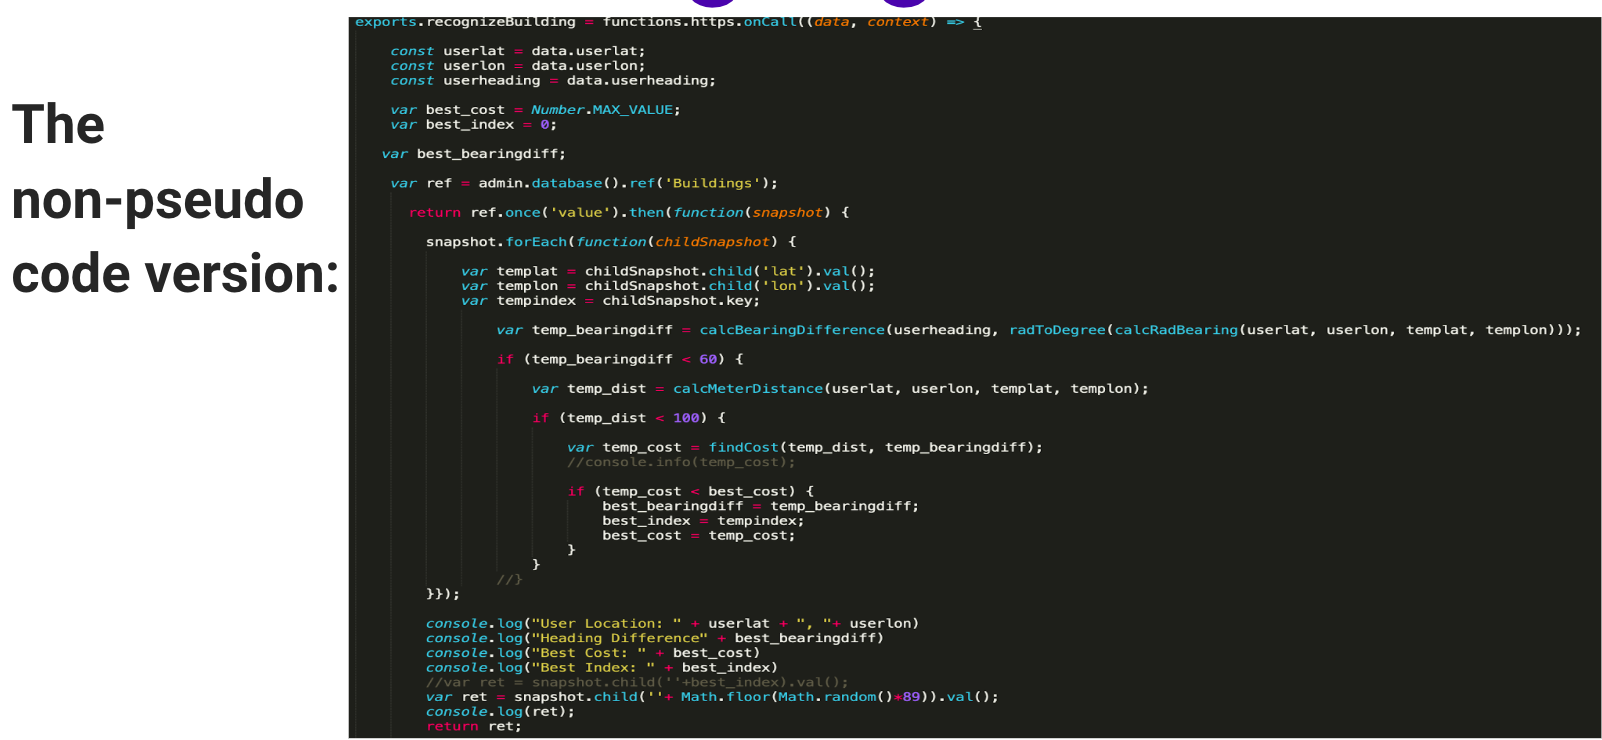 The
non-pseudo
code version:
exports.recognizeBuilding = functions.https.onCall((data, context) => {
const userlat = data.userlat;
const userlon = data.userlon;
const userheading = data.userheading;
var best_cost = Number.MAX_VALUE;
var best_index = 0;
var best_bearingdiff;
var ref = admin.database().ref('Buildings');
return ref.once('value').then(function(snapshot) {
snapshot.forEach(function(childSnapshot) {
var templat = childSnapshot.child('lat').val();
var templon = childSnapshot.child('lon').val();
var tempindex = childSnapshot.key;
var temp_bearingdiff = calcBearingDifference(userheading, radToDegree(calcRadBearing(userlat, userlon, templat, templon)));
if (temp_bearingdiff < 60) {
var temp_dist = calcMeterDistance(userlat, userlon, templat, templon);
if (temp_dist < 100) {
var temp_cost = findCost(temp_dist, temp_bearingdiff);
//console.info(temp_cost);
if (temp_cost < best_cost) {
best_bearingdiff = temp_bearingdiff;
best_index = tempindex;
best_cost = temp_cost;
}
}
//}
}});
console.log("User Location: " + userlat + ", "+ userlon)
console.log("Heading Difference" + best_bearingdiff)
console.log("Best Cost: " + best_cost)
console.log("Best Index: " + best_index)
//var ret = snapshot.child(''+best_index).val();
var ret = snapshot.child(''+ Math.floor(Math.random()*89)).val();
console.log(ret);
return ret;